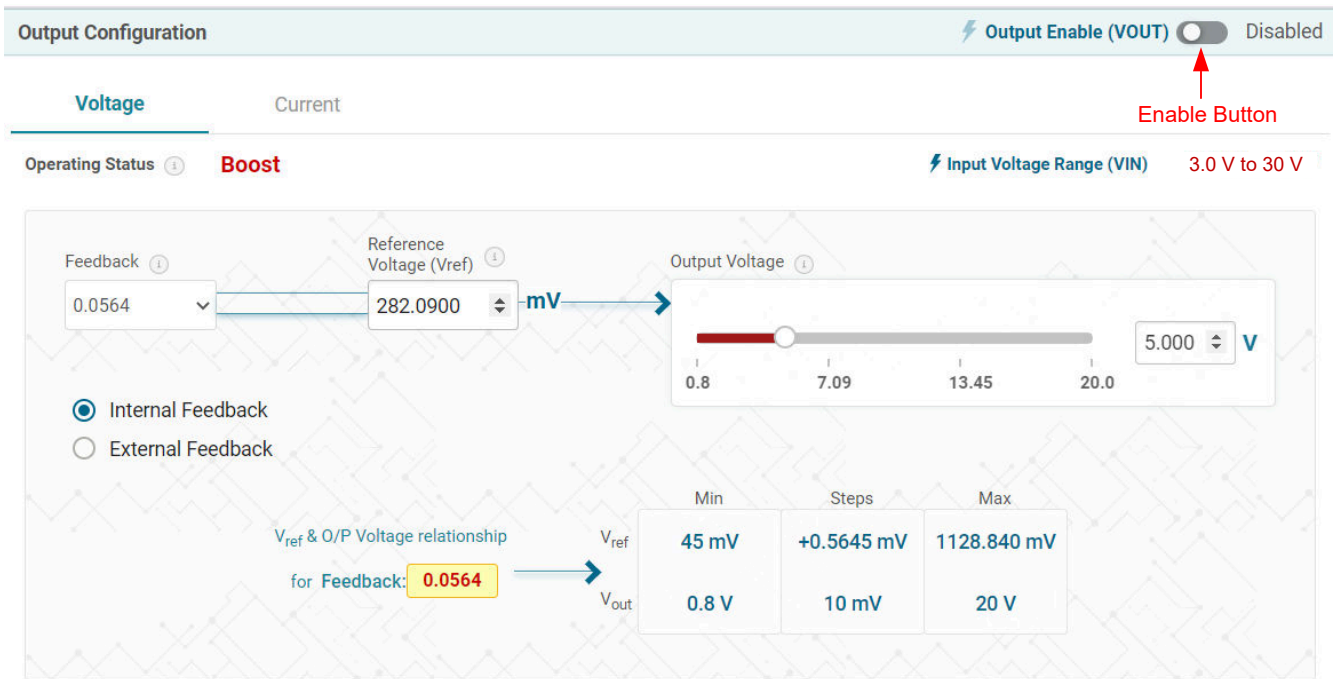 Output Configuration
Output Enable (VOUT) Disabled
Enable Button
Voltage Current
Operating Status i Boost Input Voltage Range (VIN) 3.0 V to 30 V
Feedback i
Reference
Voltage (Vref) i
Output Voltage i
0.0564
282.0900 mV
5.000 V
0.8 7.09 13.45 20.0
Internal Feedback
External Feedback
Min Steps Max
Vref & O/P Voltage relationship
for Feedback: 0.0564
Vref 45 mV +0.5645 mV 1128.840 mV
Vout 0.8 V 10 mV 20 V